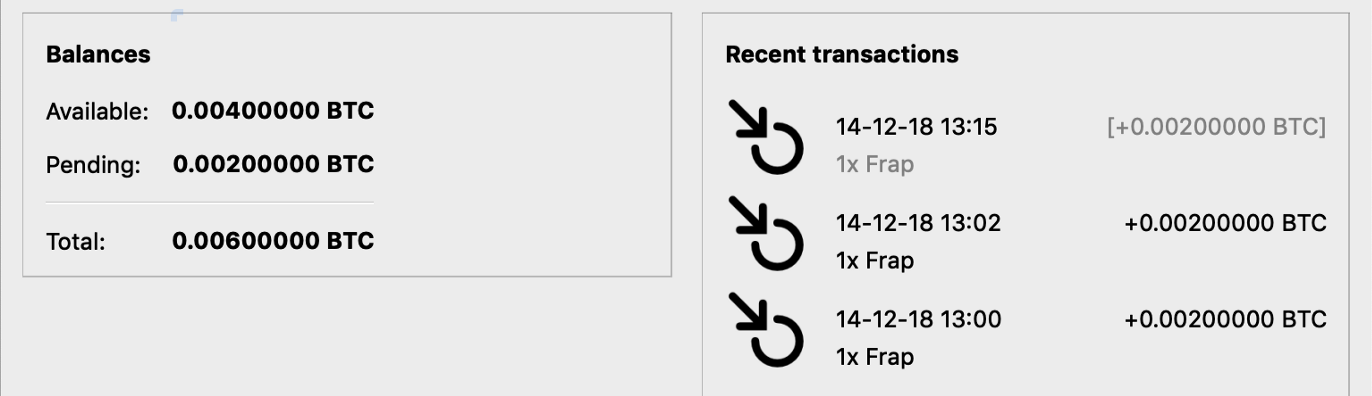 Balances
Available: 0.00400000 BTC
Pending: 0.00200000 BTC
Total: 0.00600000 BTC
Recent transactions
14-12-18 13:15 [+0.00200000 BTC]
1x Frap
14-12-18 13:02 +0.00200000 BTC
1x Frap
14-12-18 13:00 +0.00200000 BTC
1x Frap